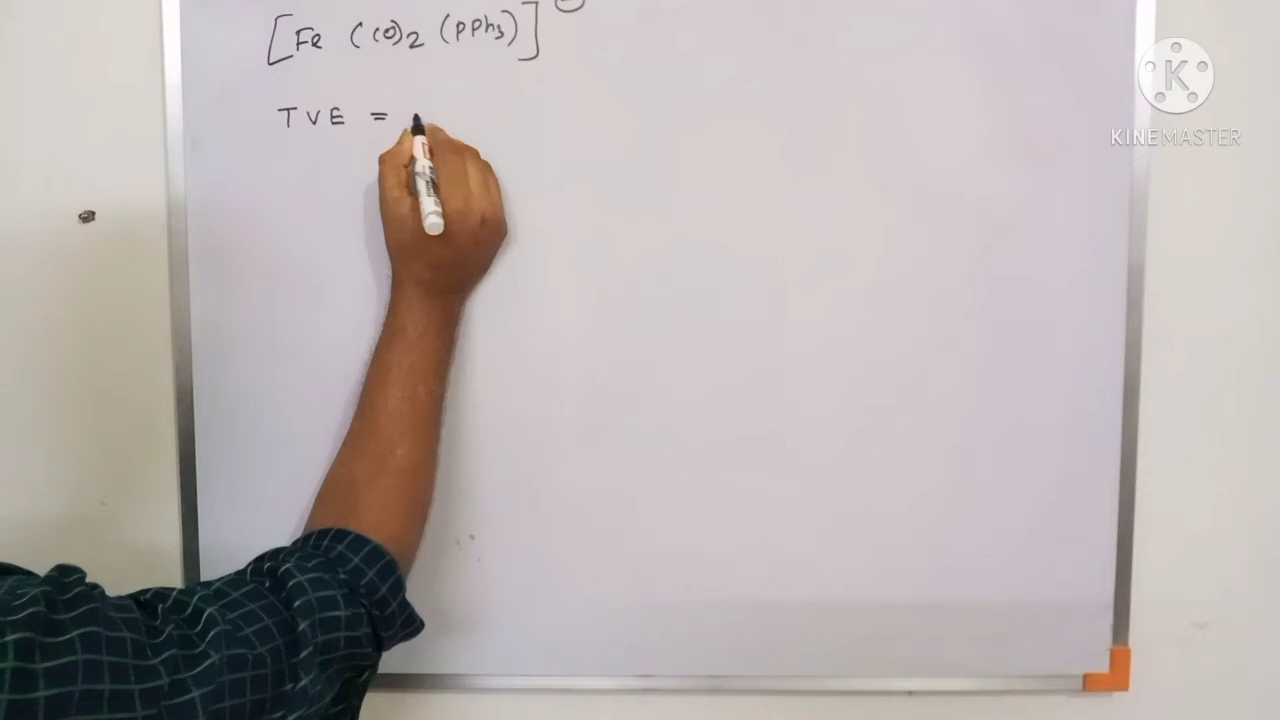 [Fe (CO)2 (PPh3)]⊖
TVE =
K
KINEMASTER